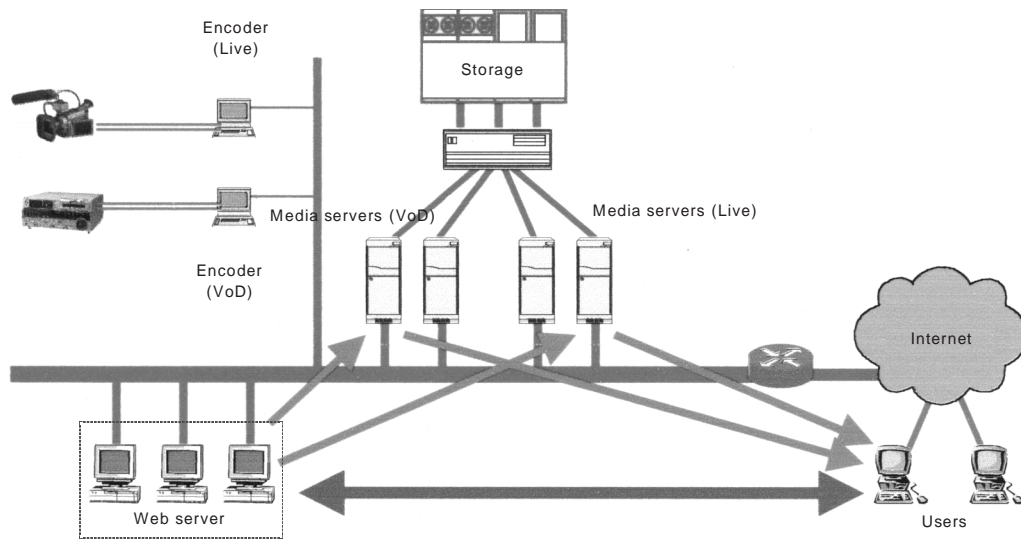 Encoder
(Live)
Storage
Media servers (VoD)
Media servers (Live)
Encoder
(VoD)
Internet
Web server
Users